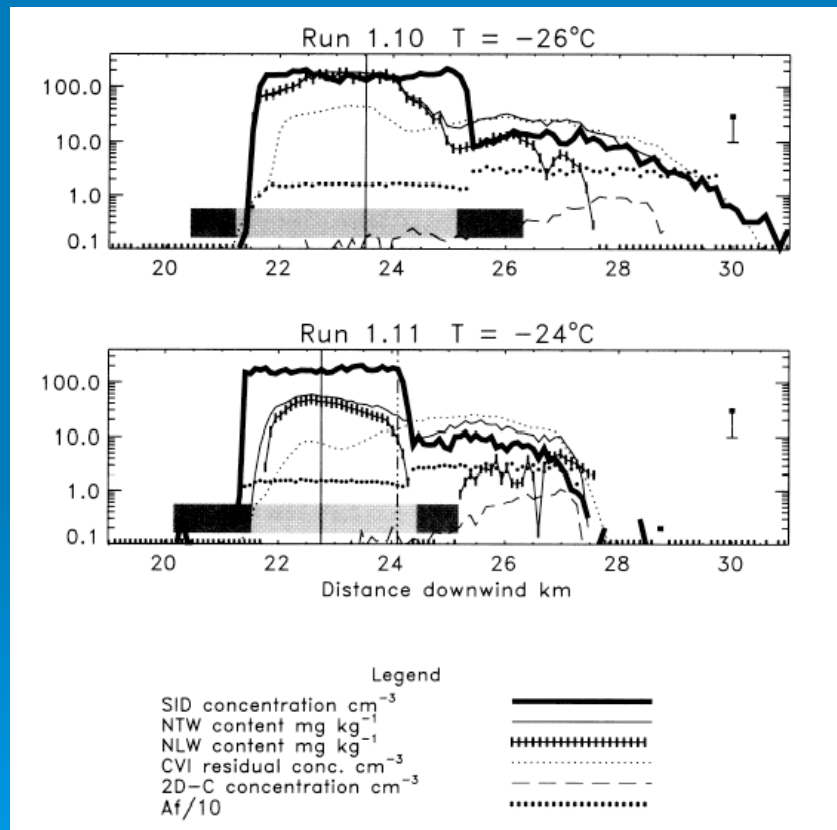 Run 1.10 T = −26°C
100.0
10.0
1.0
0.1
20 22 24 26 28 30
Run 1.11 T = −24°C
100.0
10.0
1.0
0.1
20 22 24 26 28 30
Distance downwind km
Legend
SID concentration cm⁻³
NTW content mg kg⁻¹
NLW content mg kg⁻¹
CVI residual conc. cm⁻³
2D−C concentration cm⁻³
Af/10